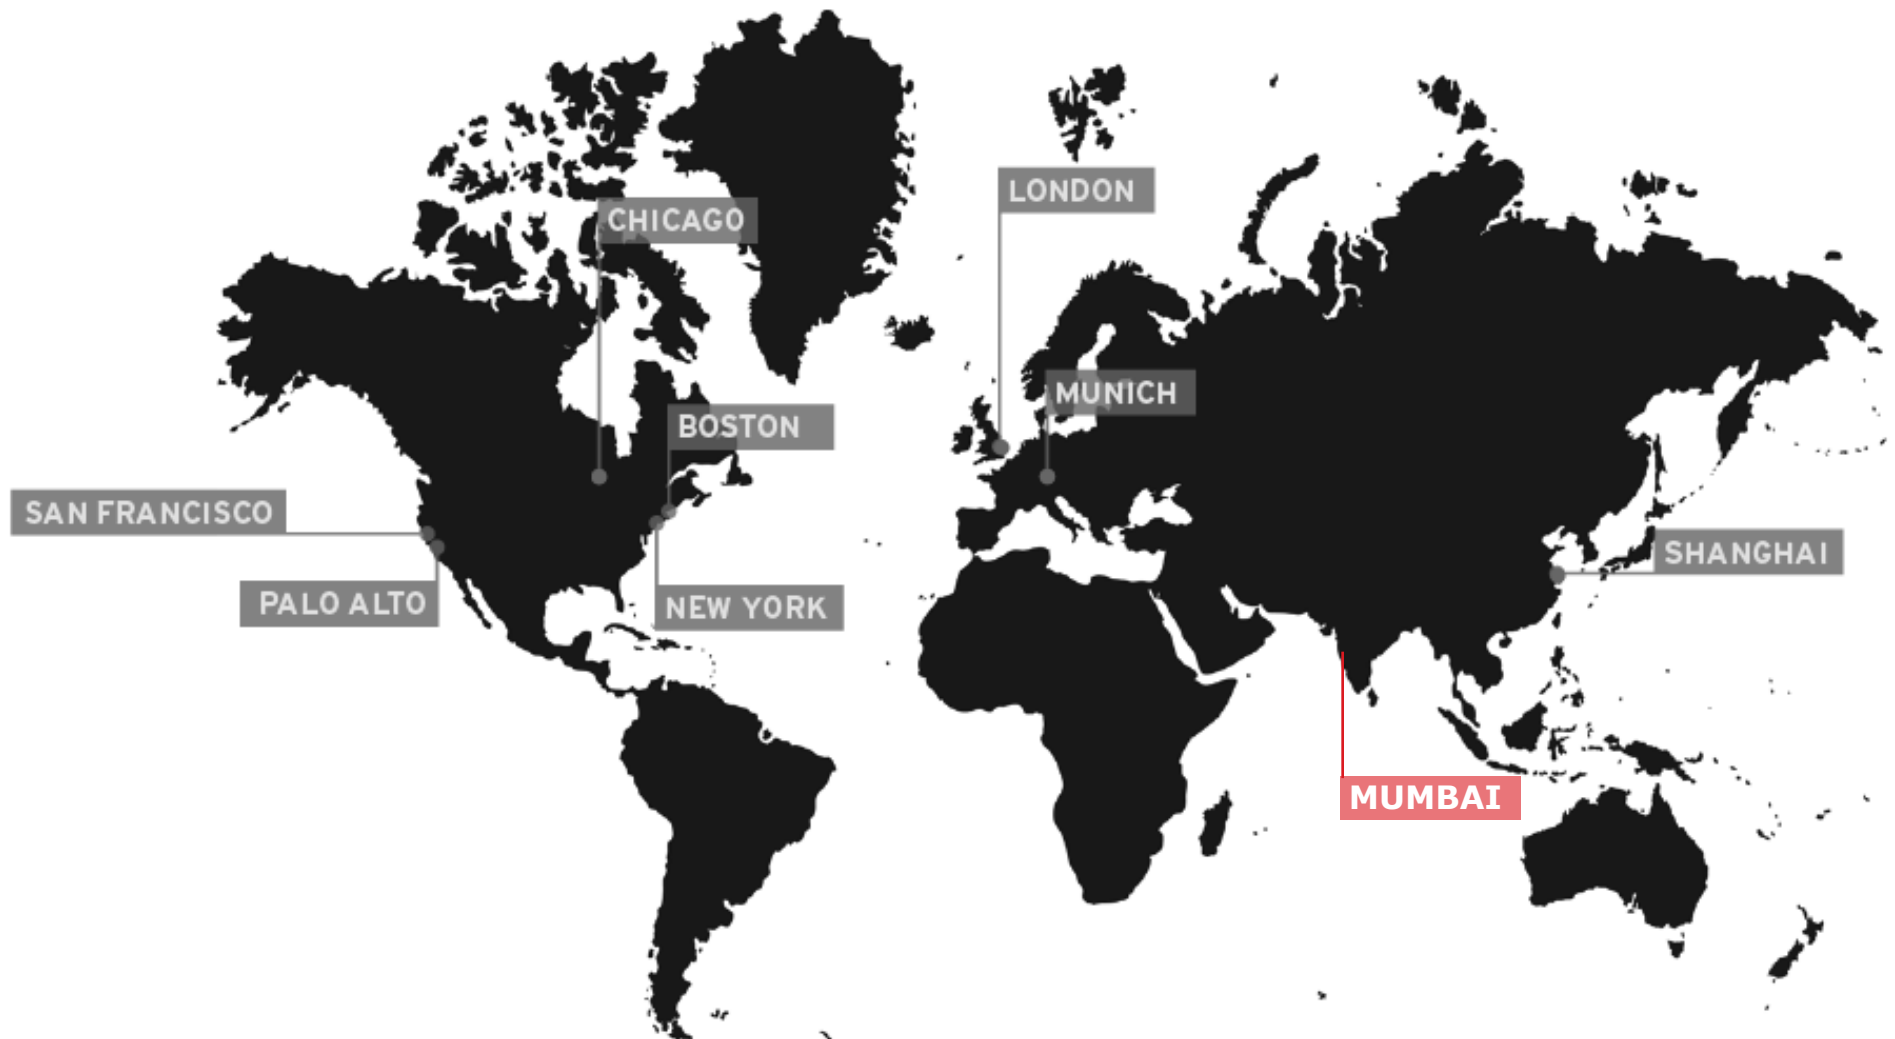 LONDON
CHICAGO
MUNICH
BOSTON
SAN FRANCISCO
SHANGHAI
PALO ALTO
NEW YORK
MUMBAI